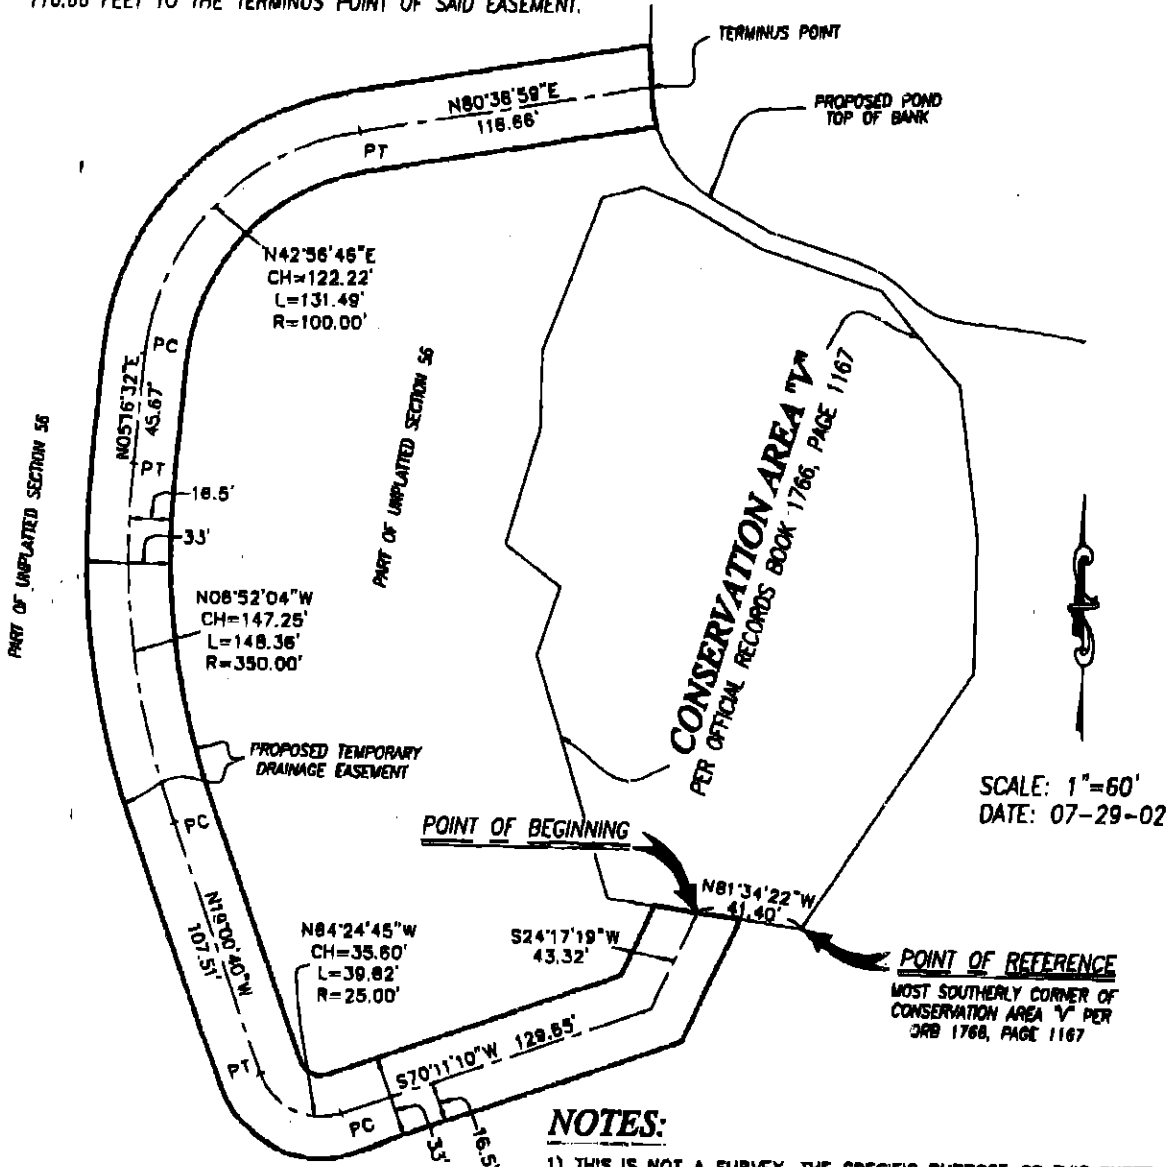 116.66 FEET TO THE TERMINUS POINT OF SAID EASEMENT.
TERMINUS POINT
N80°36'59"E
116.66'
PT
PROPOSED POND
TOP OF BANK
N42°56'46"E
CH=122.22'
L=131.49'
R=100.00'
PC
N05°16'32"E
45.67'
PT
16.5'
33'
PART OF UNPLATTED SECTION 56
PART OF UNPLATTED SECTION 56
CONSERVATION AREA "V"
PER OFFICIAL RECORDS BOOK 1766, PAGE 1167
N06°52'04"W
CH=147.25'
L=148.36'
R=350.00'
PROPOSED TEMPORARY
DRAINAGE EASEMENT
SCALE: 1"=60'
DATE: 07-29-02
PC
POINT OF BEGINNING
N81°34'22"W
41.40'
N19°00'40"W
107.51'
N64°24'45"W
CH=35.60'
L=39.62'
R=25.00'
S24°17'19"W
43.32'
POINT OF REFERENCE
MOST SOUTHERLY CORNER OF
CONSERVATION AREA "V" PER
ORB 1766, PAGE 1167
PT
S70°11'10"W 129.65'
PC
33'
16.5'
NOTES:
1) THIS IS NOT A SURVEY. THE SPECIFIC PURPOSE OF THIS